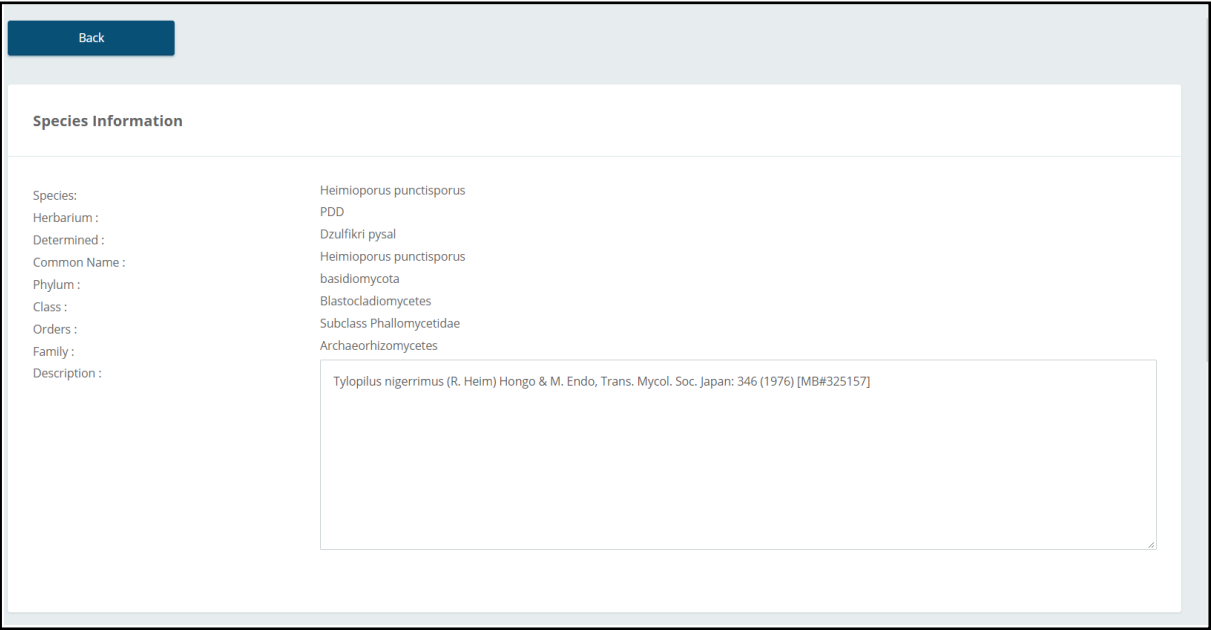 Back
Species Information
Species: Heimioporus punctisporus
Herbarium : PDD
Determined : Dzulfikri pysal
Common Name : Heimioporus punctisporus
Phylum : basidiomycota
Class : Blastocladiomycetes
Orders : Subclass Phallomycetidae
Family : Archaeorhizomycetes
Description : Tylopilus nigerrimus (R. Heim) Hongo & M. Endo, Trans. Mycol. Soc. Japan: 346 (1976) [MB#325157]